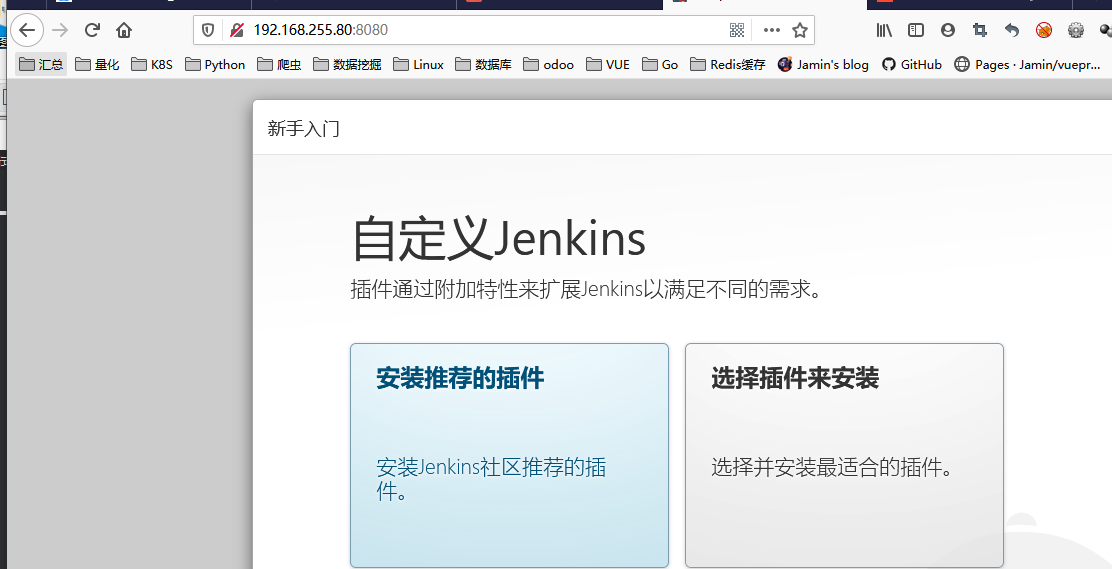 192.168.255.80:8080
汇总 量化 K8S Python 爬虫 数据挖掘 Linux 数据库 odoo VUE Go Redis缓存 Jamin's blog GitHub Pages · Jamin/vuepr...
新手入门
自定义Jenkins
插件通过附加特性来扩展Jenkins以满足不同的需求。
安装推荐的插件
安装Jenkins社区推荐的插
件。
选择插件来安装
选择并安装最适合的插件。